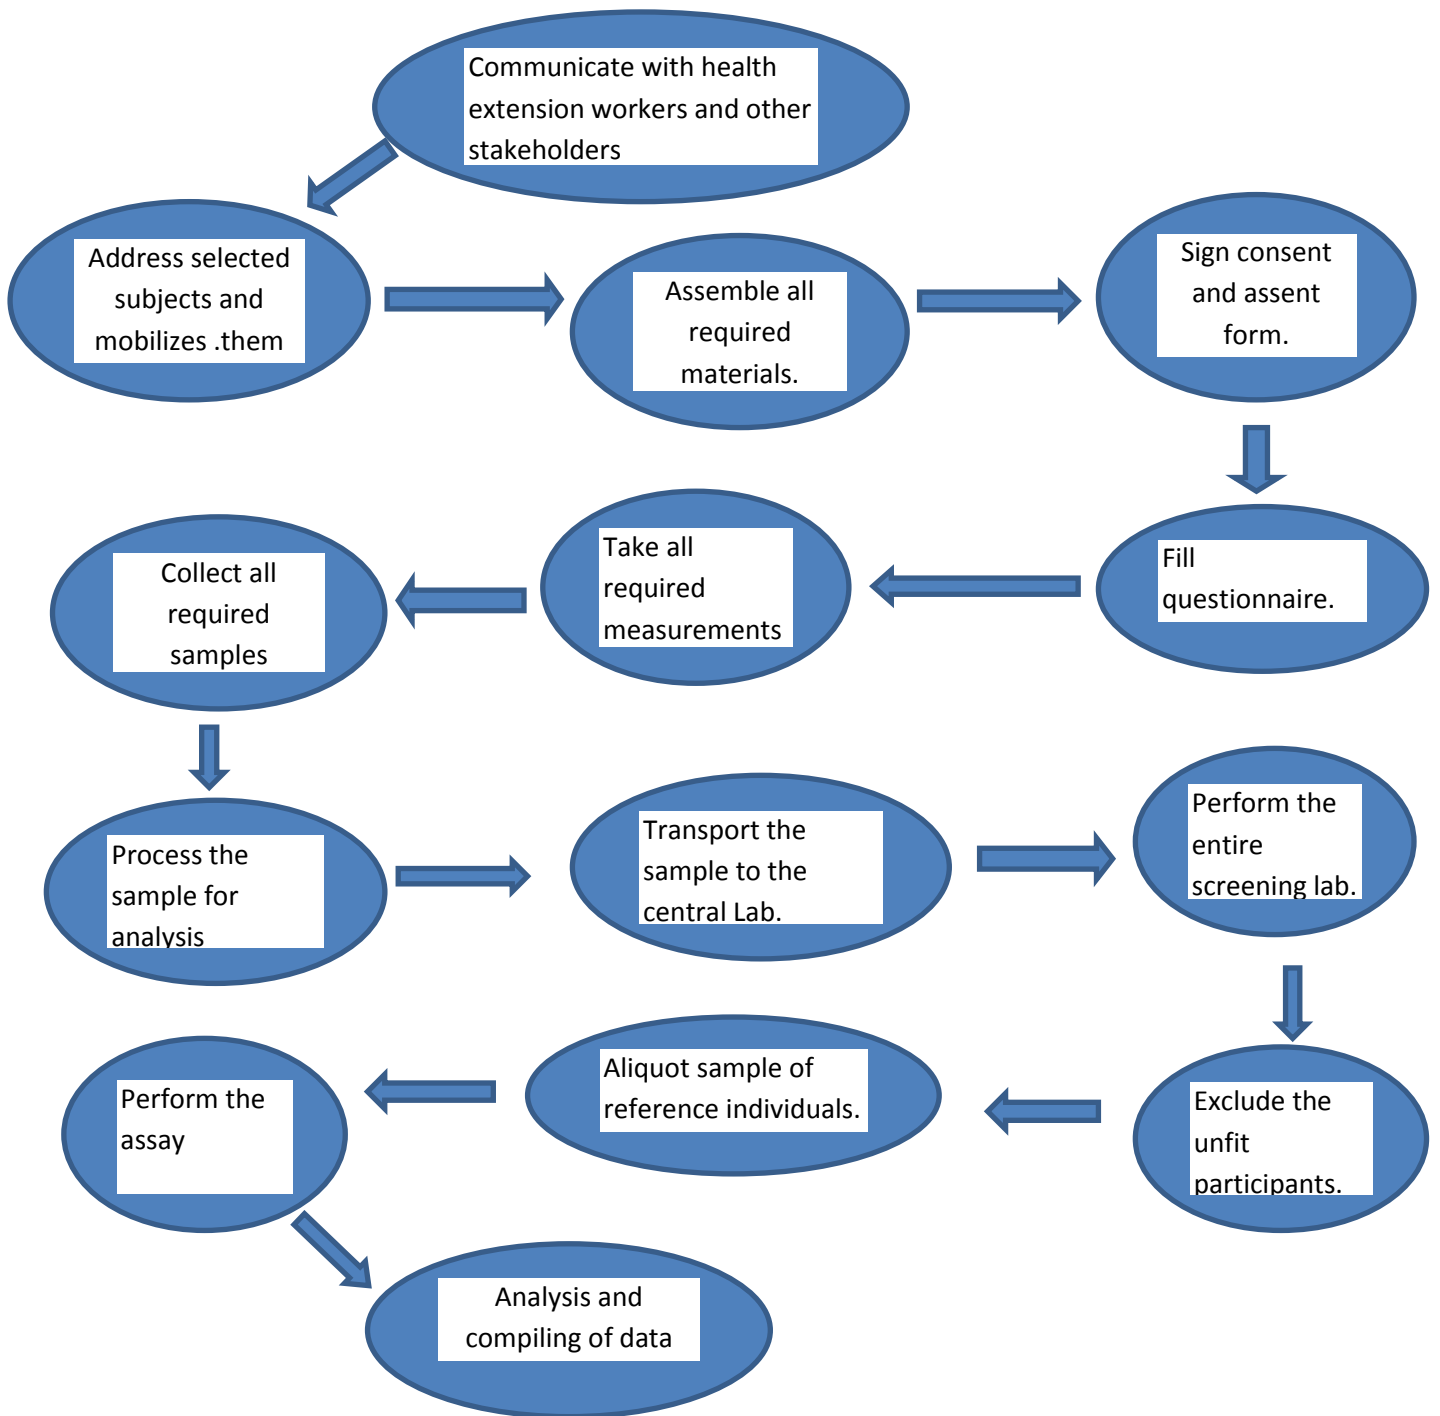 Communicate with health
extension workers and other
stakeholders
Address selected
subjects and
mobilizes .them
Assemble all
required
materials.
Sign consent
and assent
form.
Fill
questionnaire.
Take all
required
measurements
Collect all
required
samples
Process the
sample for
analysis
Transport the
sample to the
central Lab.
Perform the
entire
screening lab.
Exclude the
unfit
participants.
Aliquot sample of
reference individuals.
Perform the
assay
Analysis and
compiling of data